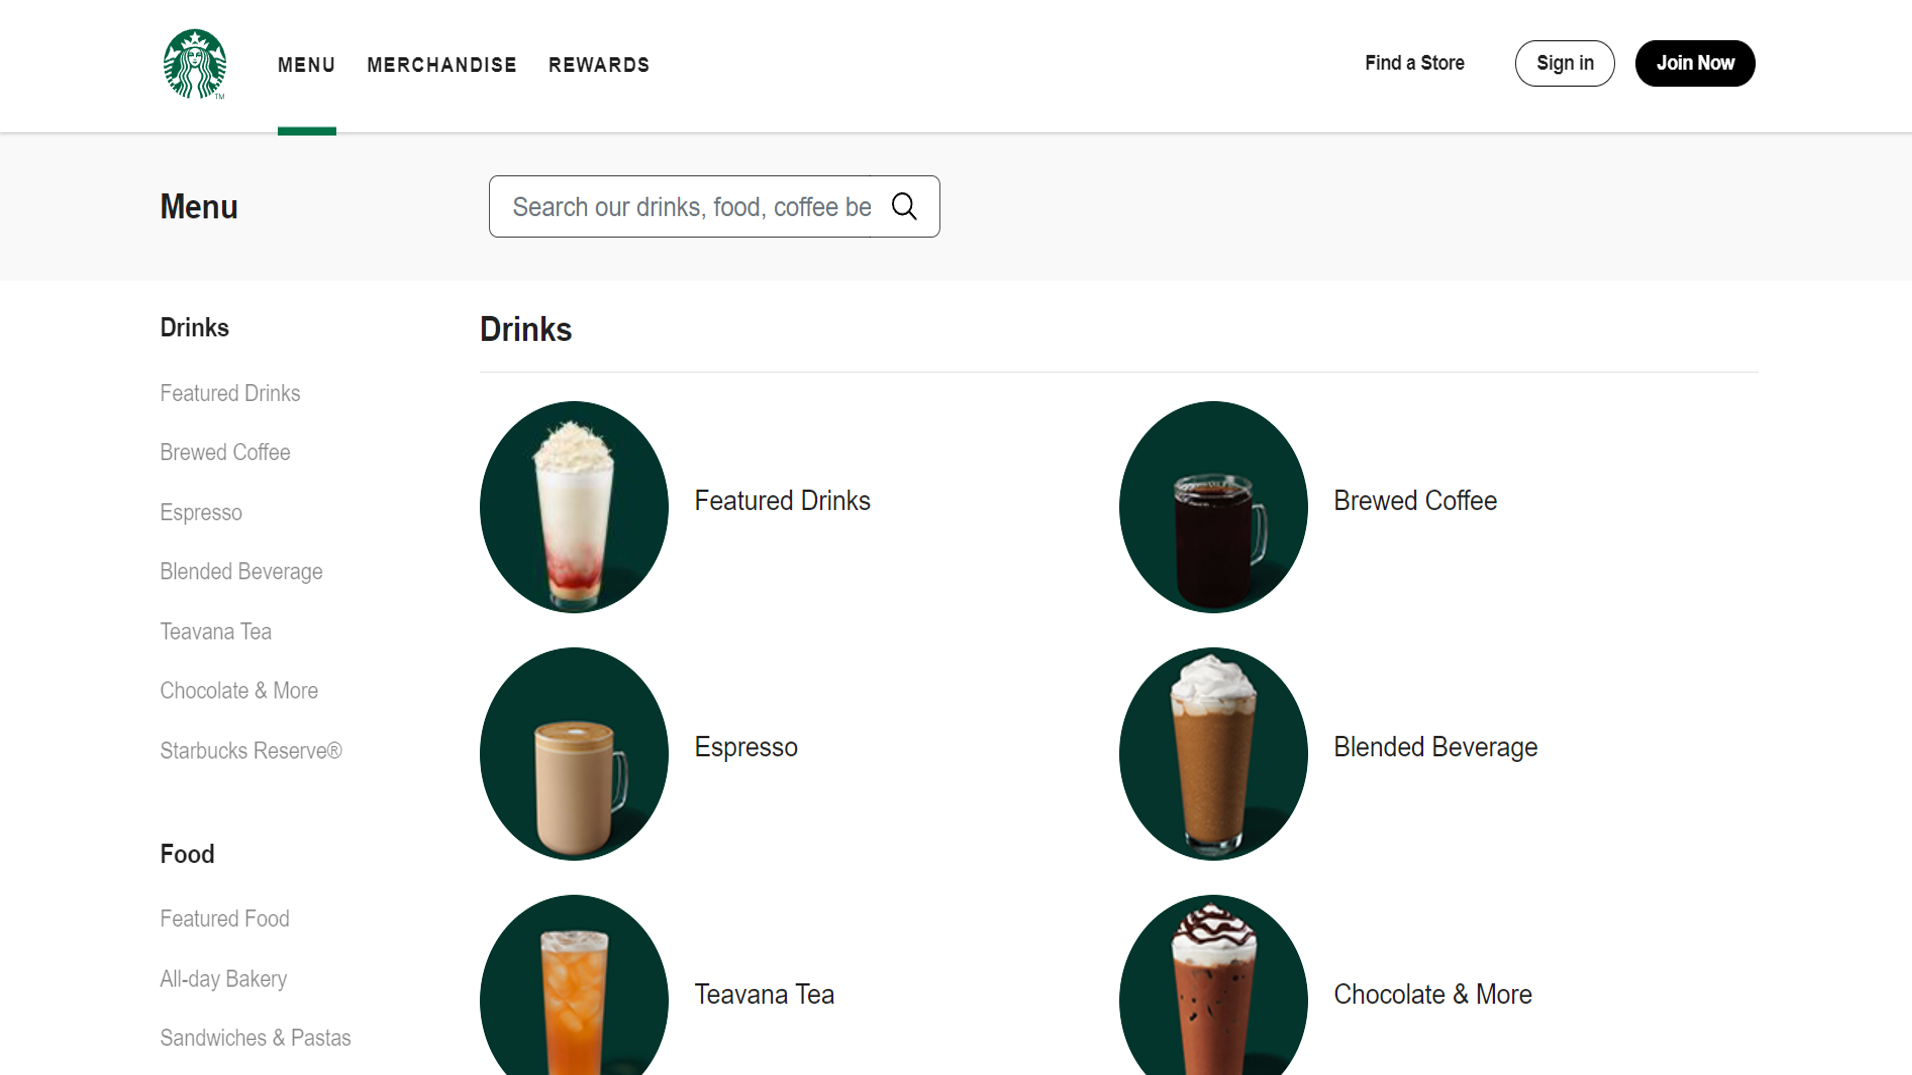 MENU MERCHANDISE REWARDS Find a Store Sign in Join Now
TM
Menu
Search our drinks, food, coffee be
Drinks
Featured Drinks
Brewed Coffee
Espresso
Blended Beverage
Teavana Tea
Chocolate & More
Starbucks Reserve®
Food
Featured Food
All-day Bakery
Sandwiches & Pastas
Drinks
Featured Drinks
Brewed Coffee
Espresso
Blended Beverage
Teavana Tea
Chocolate & More